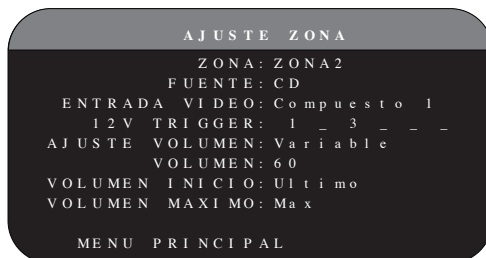 AJUSTE ZONA
ZONA: ZONA2
FUENTE: CD
ENTRADA VIDEO: Compuesto 1
12V TRIGGER: 1 _ 3 _ _ _
AJUSTE VOLUMEN: Variable
VOLUMEN: 60
VOLUMEN INICIO: Ultimo
VOLUMEN MAXIMO: Max
MENU PRINCIPAL